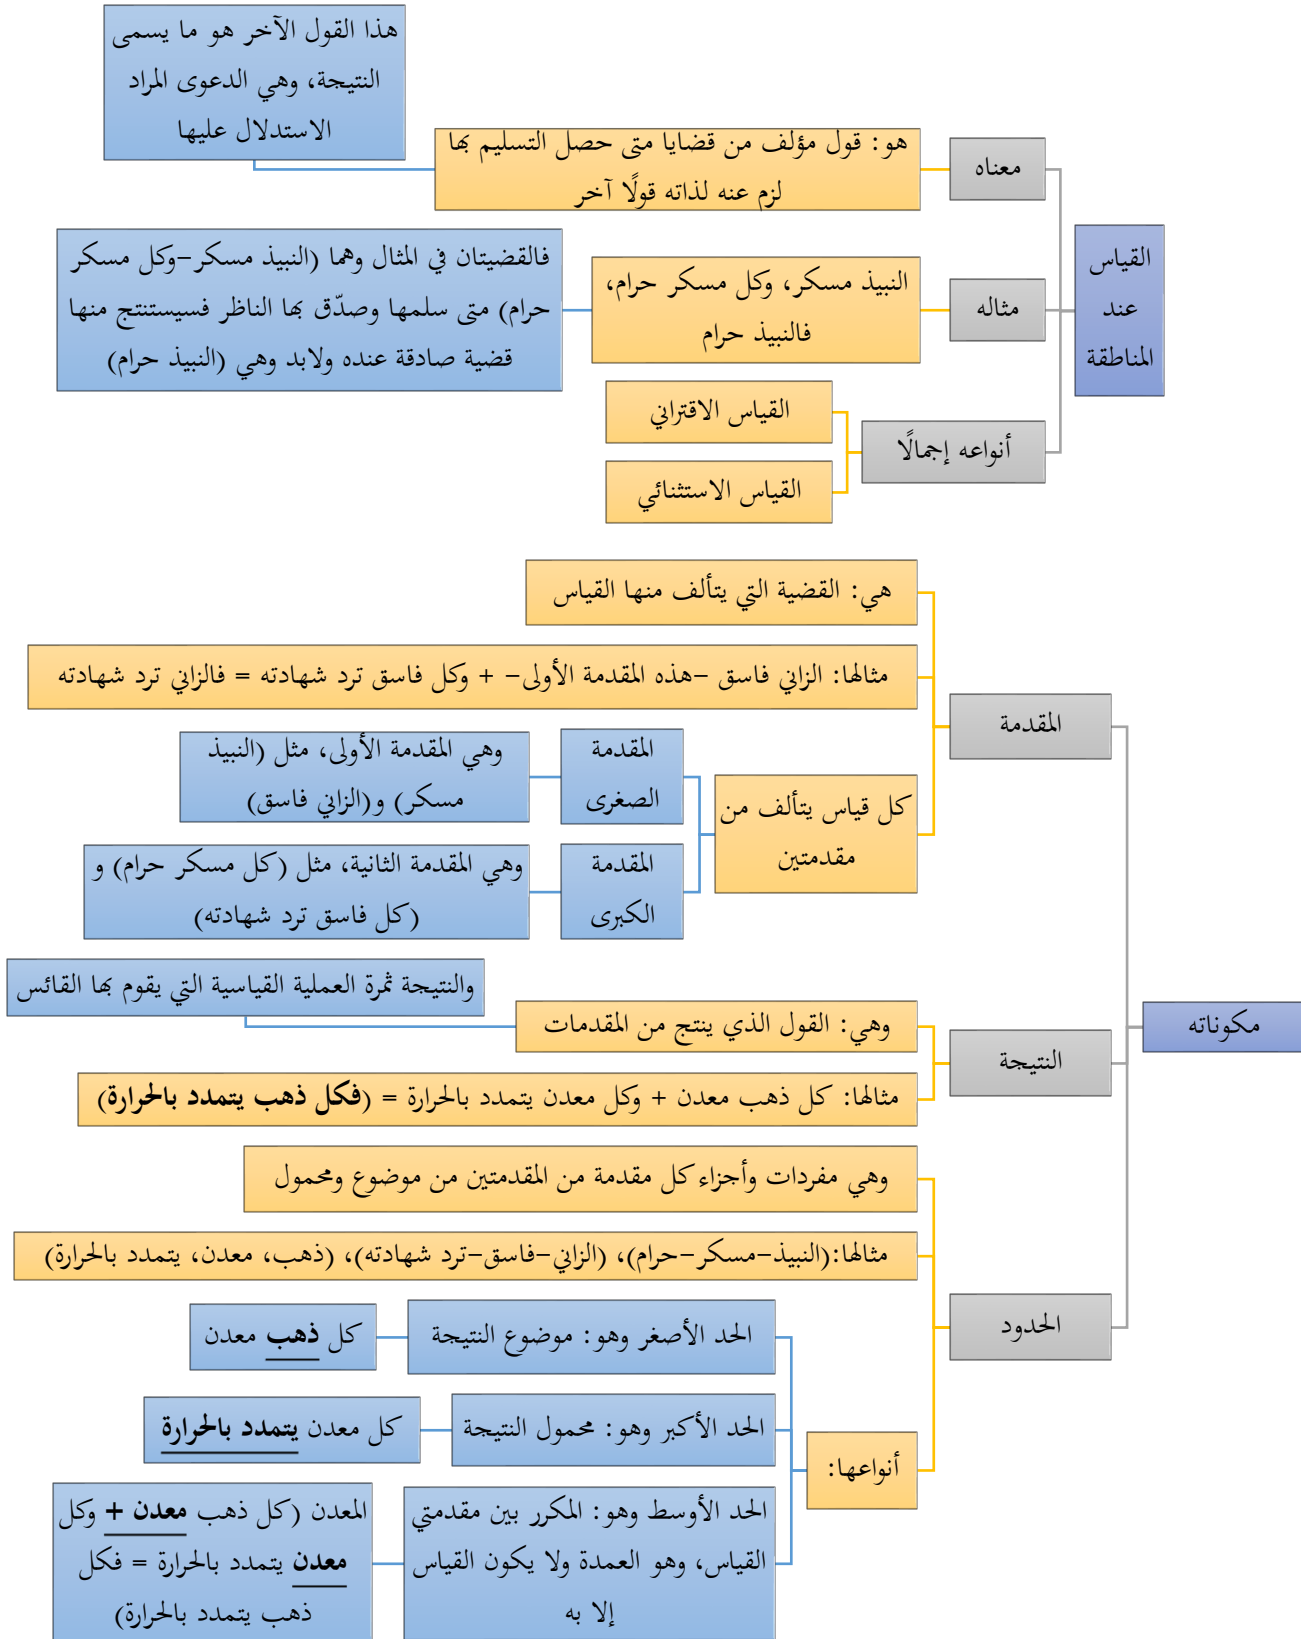 القياس
عند
المناطقة
معناه
هو: قول مؤلف من قضايا متى حصل التسليم بها
لزم عنه لذاته قولًا آخر
هذا القول الآخر هو ما يسمى
النتيجة، وهي الدعوى المراد
الاستدلال عليها
مثاله
النبيذ مسكر، وكل مسكر حرام،
فالنبيذ حرام
فالقضيتان في المثال وهما (النبيذ مسكر-وكل مسكر
حرام) متى سلمها وصدّق بها الناظر فسيستنتج منها
قضية صادقة عنده ولابد وهي (النبيذ حرام)
أنواعه إجمالًا
القياس الاقتراني
القياس الاستثنائي
مكوناته
المقدمة
هي: القضية التي يتألف منها القياس
مثالها: الزاني فاسق -هذه المقدمة الأولى- + وكل فاسق ترد شهادته = فالزاني ترد شهادته
كل قياس يتألف من
مقدمتين
المقدمة
الصغرى
وهي المقدمة الأولى، مثل (النبيذ
مسكر) و(الزاني فاسق)
المقدمة
الكبرى
وهي المقدمة الثانية، مثل (كل مسكر حرام) و
(كل فاسق ترد شهادته)
النتيجة
وهي: القول الذي ينتج من المقدمات
والنتيجة ثمرة العملية القياسية التي يقوم بها القائس
مثالها: كل ذهب معدن + وكل معدن يتمدد بالحرارة = (فكل ذهب يتمدد بالحرارة)
الحدود
وهي مفردات وأجزاء كل مقدمة من المقدمتين من موضوع ومحمول
مثالها:(النبيذ-مسكر-حرام)، (الزاني-فاسق-ترد شهادته)، (ذهب، معدن، يتمدد بالحرارة)
أنواعها:
الحد الأصغر وهو: موضوع النتيجة
كل ذهب معدن
الحد الأكبر وهو: محمول النتيجة
كل معدن يتمدد بالحرارة
الحد الأوسط وهو: المكرر بين مقدمتي
القياس، وهو العمدة ولا يكون القياس
إلا به
المعدن (كل ذهب معدن + وكل
معدن يتمدد بالحرارة = فكل
ذهب يتمدد بالحرارة)